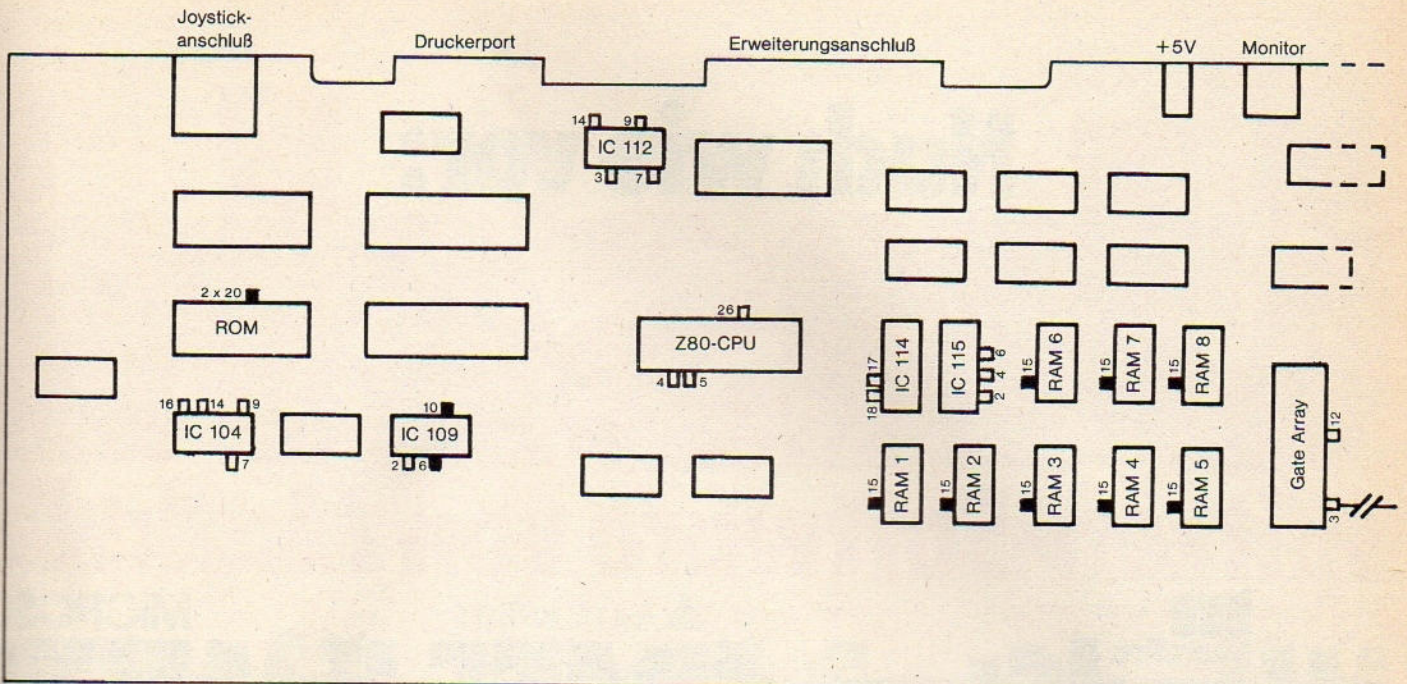 Joystick-
anschluß
Druckerport
Erweiterungsanschluß
+5V
Monitor
14
9
IC 112
3
7
2 x 20
ROM
26
Z80-CPU
4
5
17
18
IC 114
IC 115
6
4
2
15
RAM 6
15
RAM 7
15
RAM 8
16
14
9
IC 104
7
10
IC 109
2
6
15
RAM 1
15
RAM 2
15
RAM 3
15
RAM 4
15
RAM 5
Gate Array
12
3